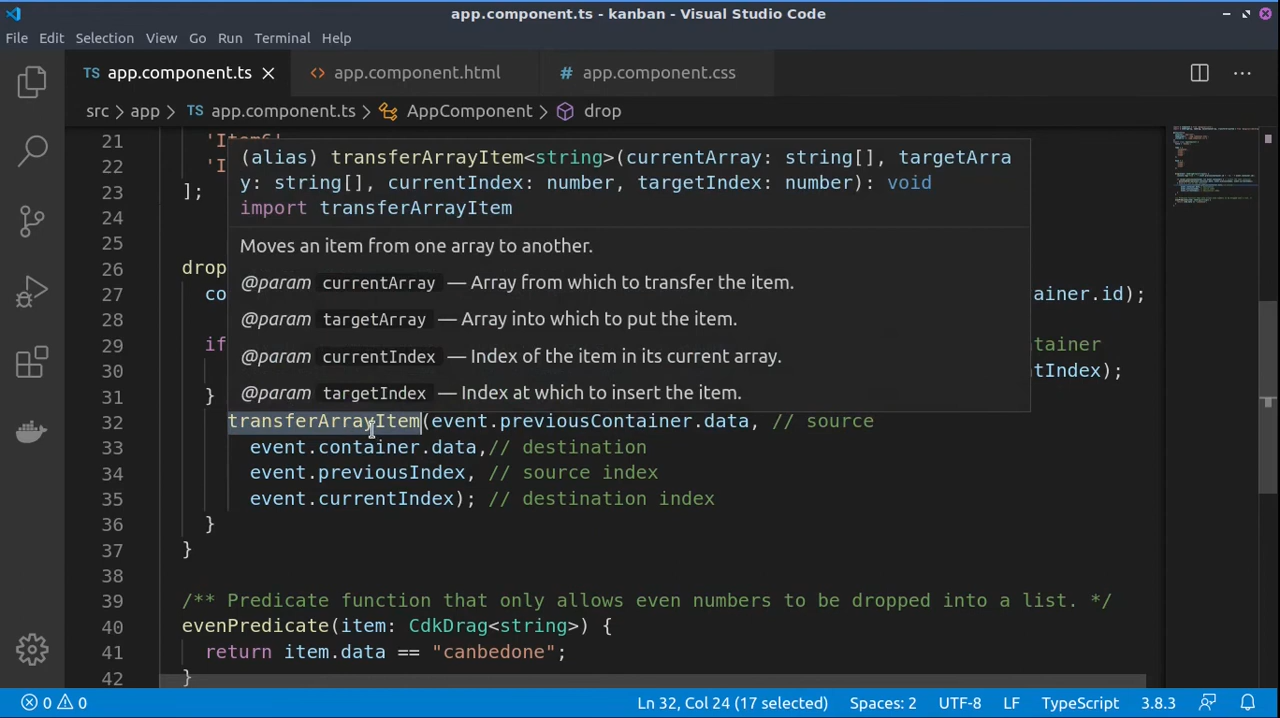 app.component.ts - kanban - Visual Studio Code
File Edit Selection View Go Run Terminal Help
TS app.component.ts app.component.html # app.component.css
src > app > TS app.component.ts > AppComponent > drop
21 'Item6'
22 'I
23 ];
24
25
26 drop
27 co ainer.id);
28
29 if ontainer
30 tIndex);
31 }
(alias) transferArrayItem<string>(currentArray: string[], targetArra
y: string[], currentIndex: number, targetIndex: number): void
import transferArrayItem
Moves an item from one array to another.
@param currentArray — Array from which to transfer the item.
@param targetArray — Array into which to put the item.
@param currentIndex — Index of the item in its current array.
@param targetIndex — Index at which to insert the item.
32 transferArrayItem(event.previousContainer.data, // source
33 event.container.data,// destination
34 event.previousIndex, // source index
35 event.currentIndex); // destination index
36 }
37 }
38
39 /** Predicate function that only allows even numbers to be dropped into a list. */
40 evenPredicate(item: CdkDrag<string>) {
41 return item.data == "canbedone";
42 }
0 0 Ln 32, Col 24 (17 selected) Spaces: 2 UTF-8 LF TypeScript 3.8.3